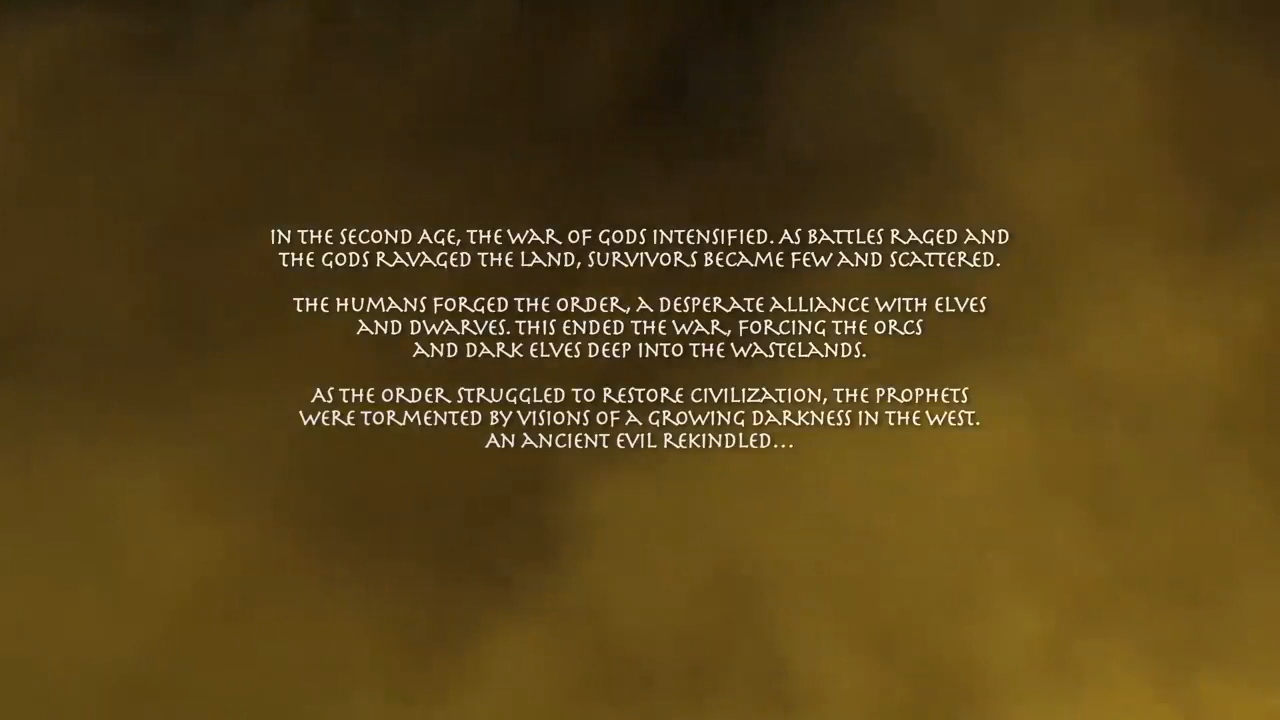 IN THE SECOND AGE, THE WAR OF GODS INTENSIFIED. AS BATTLES RAGED AND
THE GODS RAVAGED THE LAND, SURVIVORS BECAME FEW AND SCATTERED.
THE HUMANS FORGED THE ORDER, A DESPERATE ALLIANCE WITH ELVES
AND DWARVES. THIS ENDED THE WAR, FORCING THE ORCS
AND DARK ELVES DEEP INTO THE WASTELANDS.
AS THE ORDER STRUGGLED TO RESTORE CIVILIZATION, THE PROPHETS
WERE TORMENTED BY VISIONS OF A GROWING DARKNESS IN THE WEST.
AN ANCIENT EVIL REKINDLED...